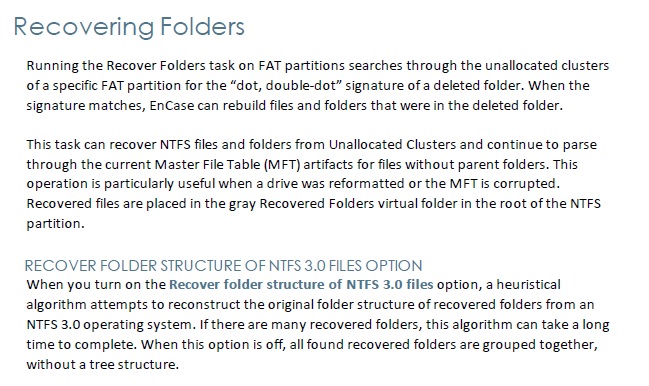 Recovering Folders
Running the Recover Folders task on FAT partitions searches through the unallocated clusters
of a specific FAT partition for the “dot, double-dot” signature of a deleted folder. When the
signature matches, EnCase can rebuild files and folders that were in the deleted folder.
This task can recover NTFS files and folders from Unallocated Clusters and continue to parse
through the current Master File Table (MFT) artifacts for files without parent folders. This
operation is particularly useful when a drive was reformatted or the MFT is corrupted.
Recovered files are placed in the gray Recovered Folders virtual folder in the root of the NTFS
partition.
RECOVER FOLDER STRUCTURE OF NTFS 3.0 FILES OPTION
When you turn on the Recover folder structure of NTFS 3.0 files option, a heuristical
algorithm attempts to reconstruct the original folder structure of recovered folders from an
NTFS 3.0 operating system. If there are many recovered folders, this algorithm can take a long
time to complete. When this option is off, all found recovered folders are grouped together,
without a tree structure.